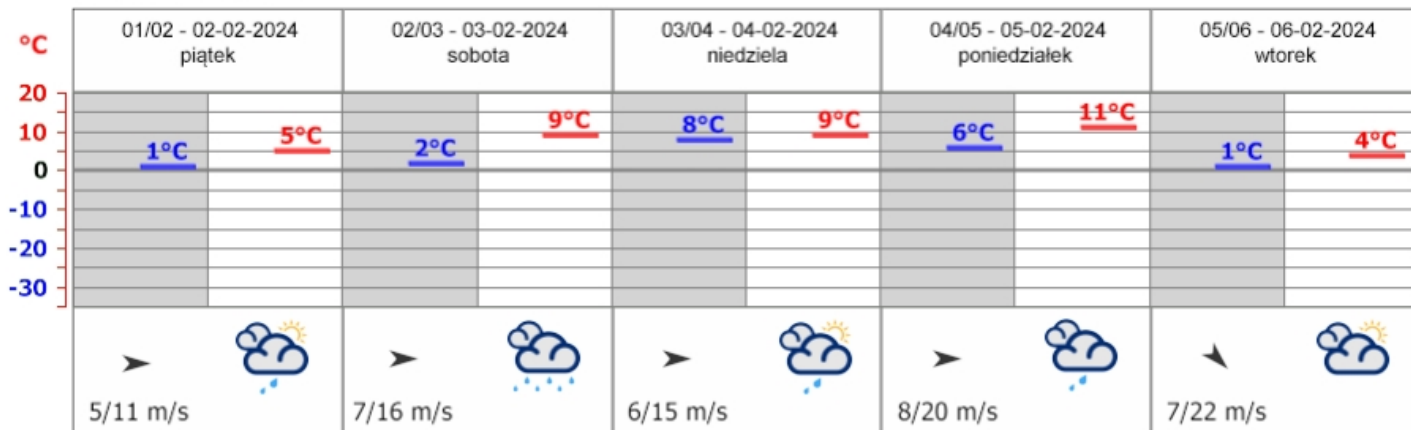 °C
01/02 - 02-02-2024
piątek
02/03 - 03-02-2024
sobota
03/04 - 04-02-2024
niedziela
04/05 - 05-02-2024
poniedziałek
05/06 - 06-02-2024
wtorek
20
10
0
-10
-20
-30
1°C
5°C
2°C
9°C
8°C
9°C
6°C
11°C
1°C
4°C
5/11 m/s
7/16 m/s
6/15 m/s
8/20 m/s
7/22 m/s